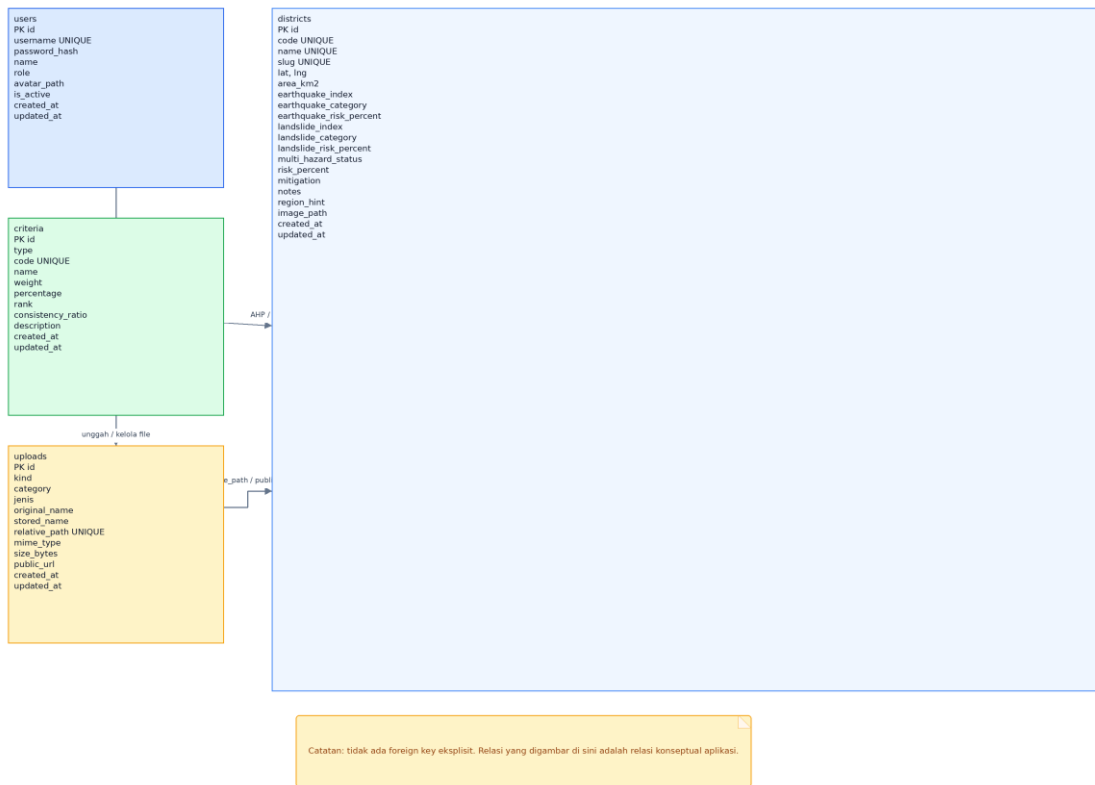 users
PK id
username UNIQUE
password_hash
name
role
avatar_path
is_active
created_at
updated_at
criteria
PK id
type
code UNIQUE
name
weight
percentage
rank
consistency_ratio
description
created_at
updated_at
unggah / kelola file
uploads
PK id
kind
category
jenis
original_name
stored_name
relative_path UNIQUE
mime_type
size_bytes
public_url
created_at
updated_at
AHP /
e_path / publi
districts
PK id
code UNIQUE
name UNIQUE
slug UNIQUE
lat, lng
area_km2
earthquake_index
earthquake_category
earthquake_risk_percent
landslide_index
landslide_category
landslide_risk_percent
multi_hazard_status
risk_percent
mitigation
notes
region_hint
image_path
created_at
updated_at
Catatan: tidak ada foreign key eksplisit. Relasi yang digambar di sini adalah relasi konseptual aplikasi.